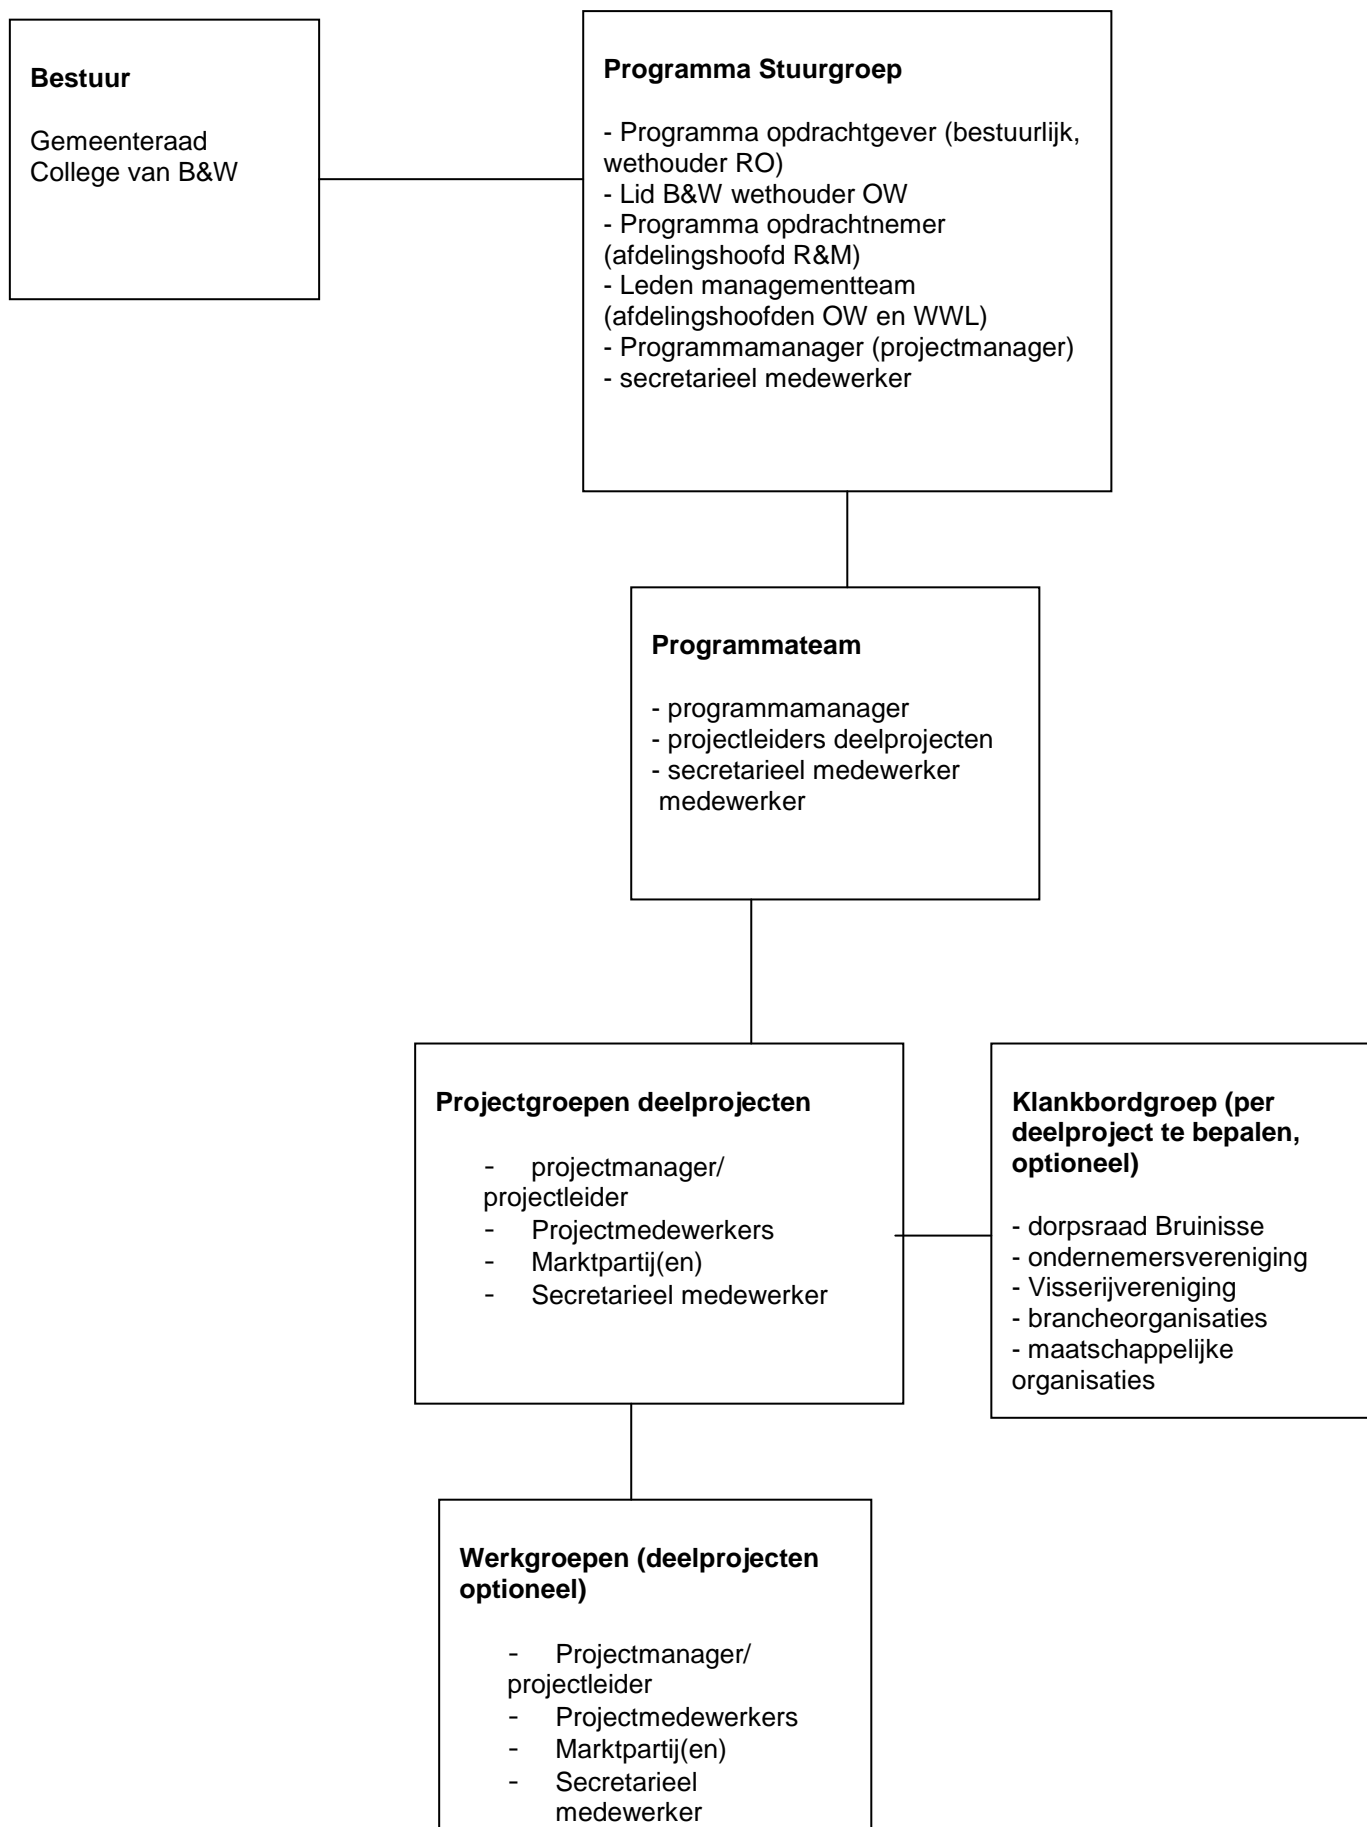 Bestuur
Gemeenteraad
College van B&W
Programma Stuurgroep
- Programma opdrachtgever (bestuurlijk,
wethouder RO)
- Lid B&W wethouder OW
- Programma opdrachtnemer
(afdelingshoofd R&M)
- Leden managementteam
(afdelingshoofden OW en WWL)
- Programmamanager (projectmanager)
- secretarieel medewerker
Programmateam
- programmamanager
- projectleiders deelprojecten
- secretarieel medewerker
medewerker
Projectgroepen deelprojecten
- projectmanager/
projectleider
- Projectmedewerkers
- Marktpartij(en)
- Secretarieel medewerker
Klankbordgroep (per
deelproject te bepalen,
optioneel)
- dorpsraad Bruinisse
- ondernemersvereniging
- Visserijvereniging
- brancheorganisaties
- maatschappelijke
organisaties
Werkgroepen (deelprojecten
optioneel)
- Projectmanager/
projectleider
- Projectmedewerkers
- Marktpartij(en)
- Secretarieel
medewerker